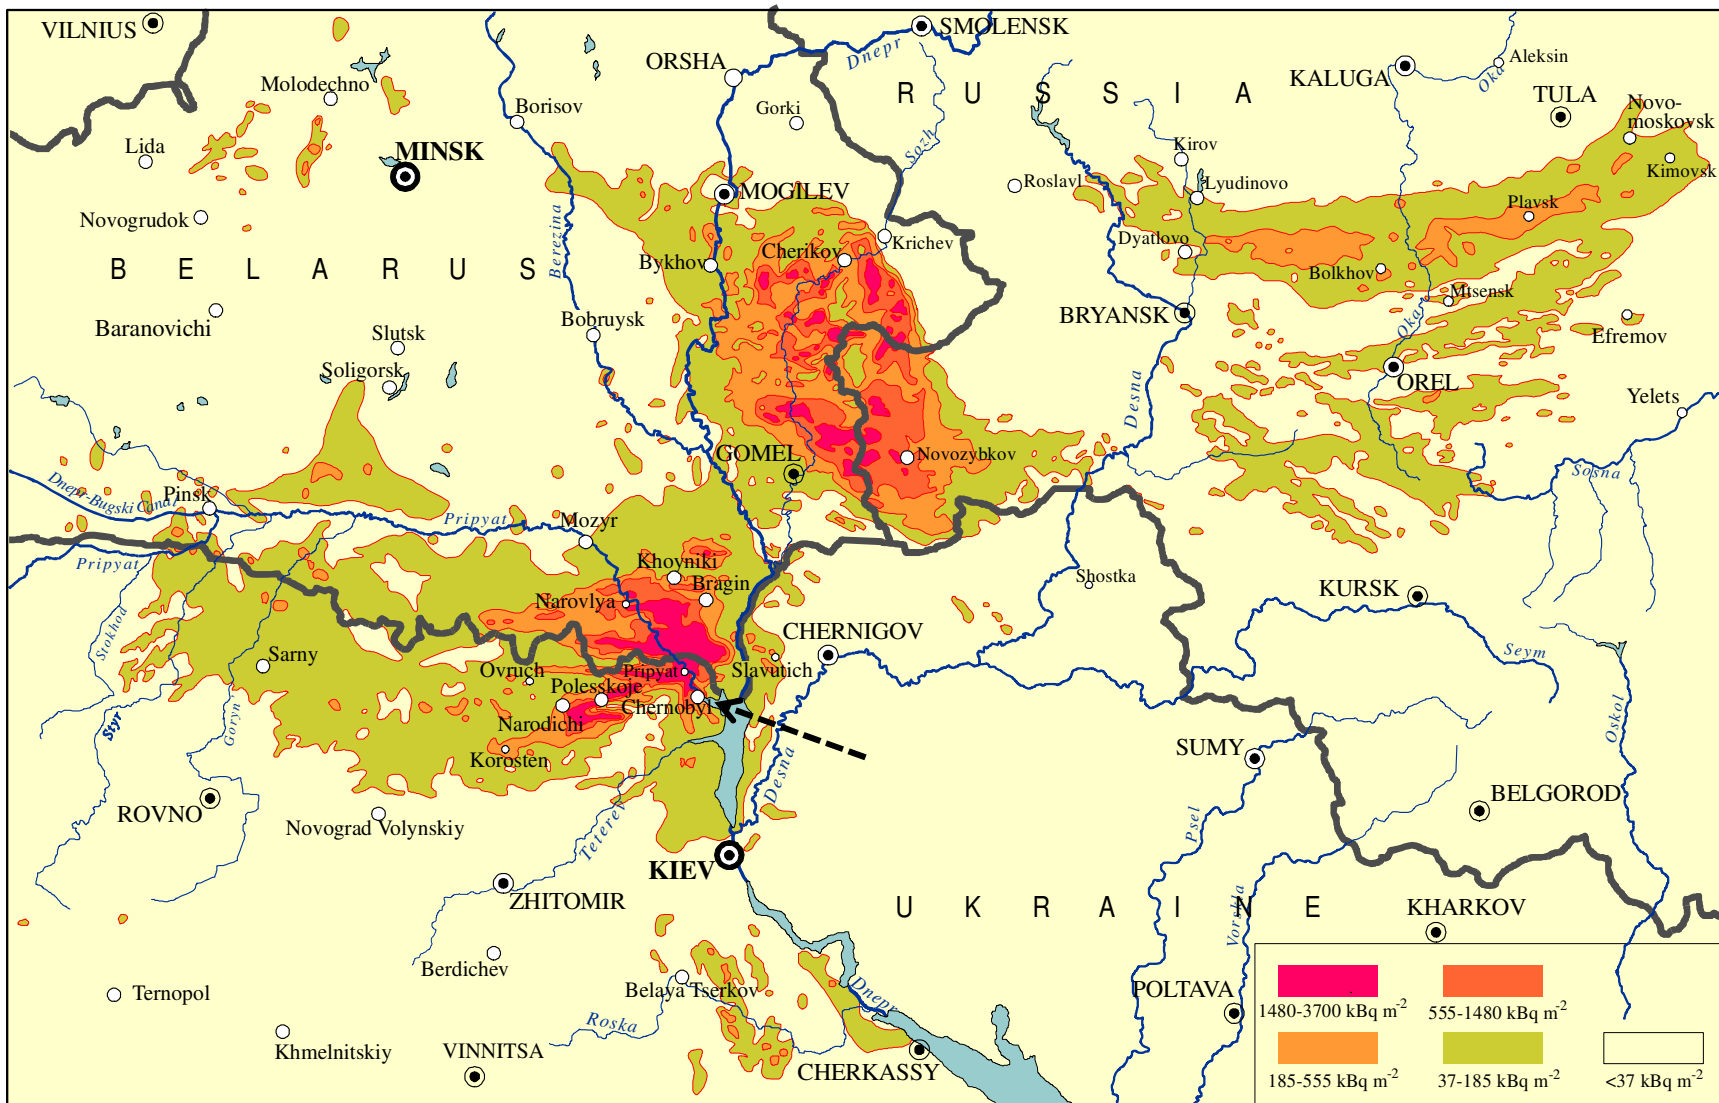 VILNIUS
SMOLENSK
ORSHA
Dnepr
KALUGA
Aleksin
Oka
TULA
Molodechno
Borisov
Gorki
RUSSIA
Novo-
moskovsk
Lida
MINSK
Sozh
Kirov
Kimovsk
Roslavl
Lyudinovo
MOGILEV
Novogrudok
Plavsk
Berezina
Krichev
Dyatlovo
Cherikov
Bykhov
BELARUS
Bolkhov
Mtsensk
Baranovichi
Bobruysk
BRYANSK
Oka
Efremov
Slutsk
Soligorsk
OREL
Desna
Yelets
GOMEL
Novozybkov
Sosna
Dnepr-Bugski Canal
Pinsk
Pripyat
Mozyr
Pripyat
Khoyniki
Bragin
Shostka
KURSK
Narovlya
Stokhod
CHERNIGOV
Seym
Sarny
Ovruch
Pripyat
Slavutich
Polesskoje
Chernobyl
Narodichi
Styr
Goryn
Oskol
Korosten
SUMY
Desna
ROVNO
Novograd Volynskiy
Teterev
Psel
BELGOROD
KIEV
ZHITOMIR
UKRAINE
Vorskla
KHARKOV
Berdichev
Ternopol
Belaya Tserkov
Dnepr
POLTAVA
Roska
Khmelnitskiy
VINNITSA
CHERKASSY
1480-3700 kBq m-2
555-1480 kBq m-2
185-555 kBq m-2
37-185 kBq m-2
<37 kBq m-2